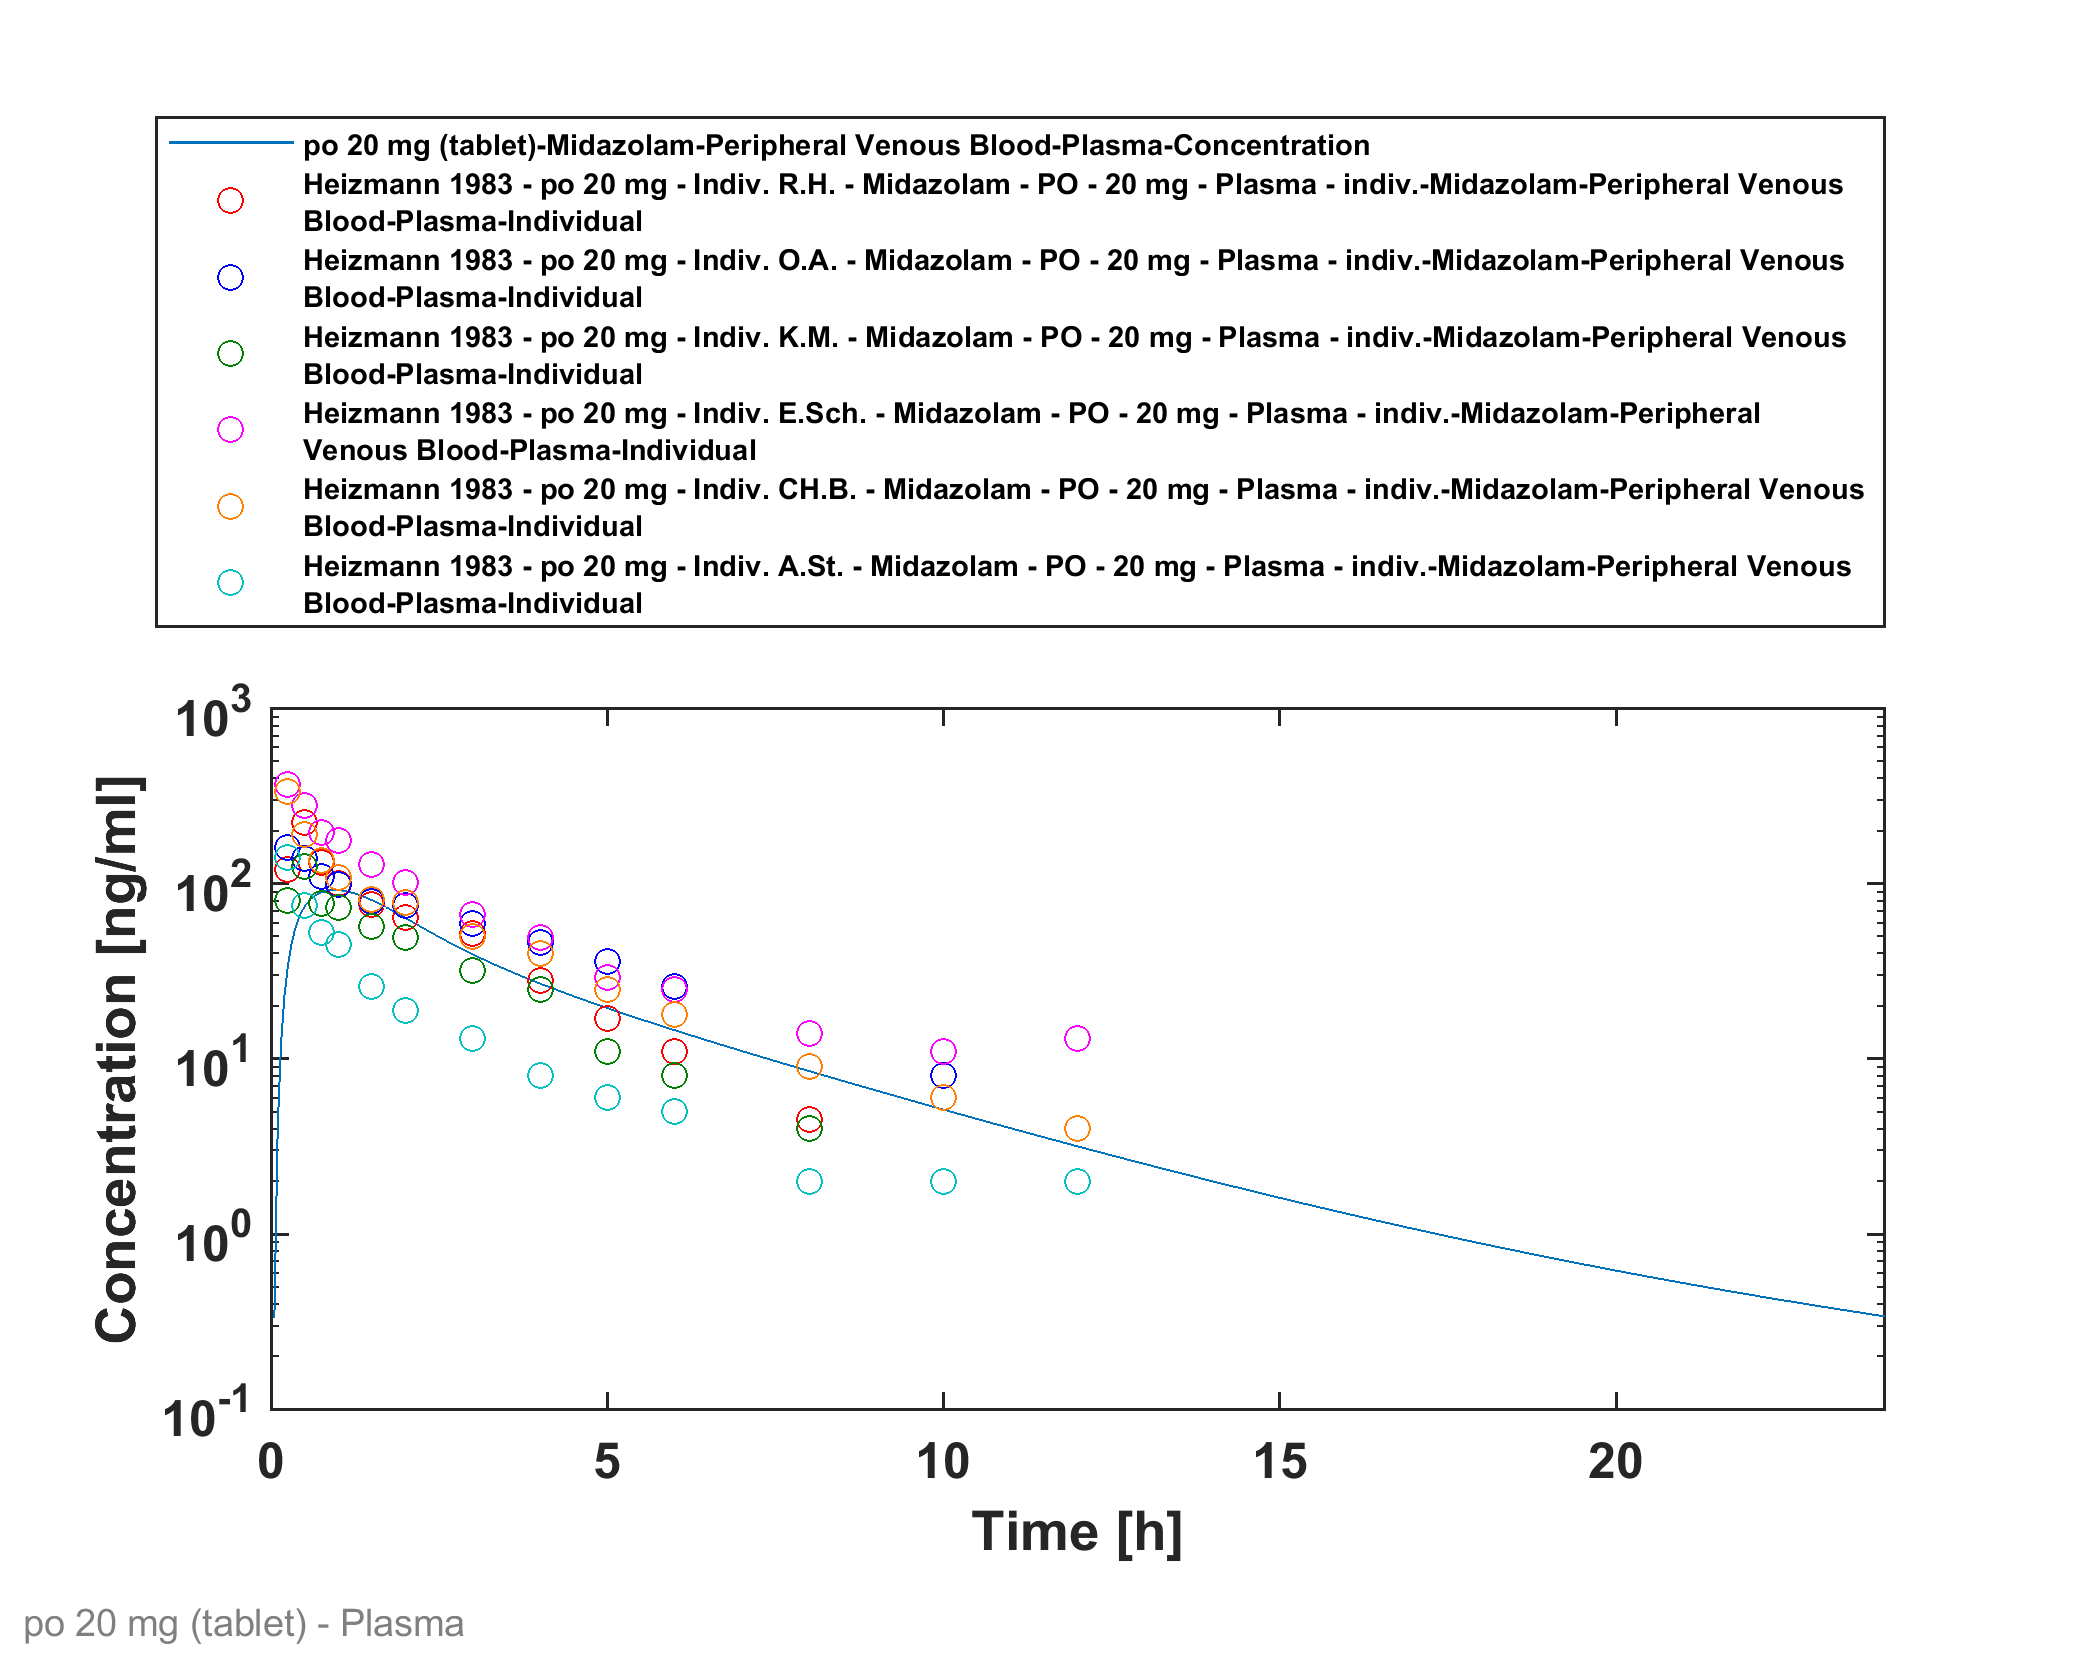 po 20 mg (tablet)-Midazolam-Peripheral Venous Blood-Plasma-Concentration
Heizmann 1983 - po 20 mg - Indiv. R.H. - Midazolam - PO - 20 mg - Plasma - indiv.-Midazolam-Peripheral Venous
Blood-Plasma-Individual
Heizmann 1983 - po 20 mg - Indiv. O.A. - Midazolam - PO - 20 mg - Plasma - indiv.-Midazolam-Peripheral Venous
Blood-Plasma-Individual
Heizmann 1983 - po 20 mg - Indiv. K.M. - Midazolam - PO - 20 mg - Plasma - indiv.-Midazolam-Peripheral Venous
Blood-Plasma-Individual
Heizmann 1983 - po 20 mg - Indiv. E.Sch. - Midazolam - PO - 20 mg - Plasma - indiv.-Midazolam-Peripheral
Venous Blood-Plasma-Individual
Heizmann 1983 - po 20 mg - Indiv. CH.B. - Midazolam - PO - 20 mg - Plasma - indiv.-Midazolam-Peripheral Venous
Blood-Plasma-Individual
Heizmann 1983 - po 20 mg - Indiv. A.St. - Midazolam - PO - 20 mg - Plasma - indiv.-Midazolam-Peripheral Venous
Blood-Plasma-Individual
Concentration [ng/ml]
10^3
10^2
10^1
10^0
10^-1
0 5 10 15 20
Time [h]
po 20 mg (tablet) - Plasma